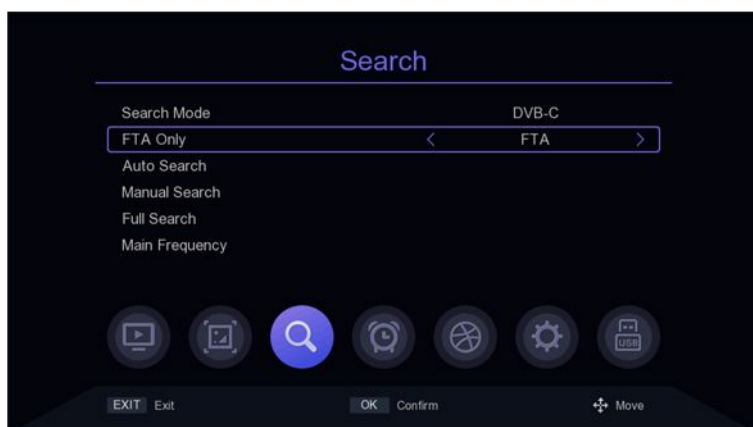 Search
Search Mode DVB-C
FTA Only < FTA >
Auto Search
Manual Search
Full Search
Main Frequency
USB
EXIT Exit OK Confirm Move